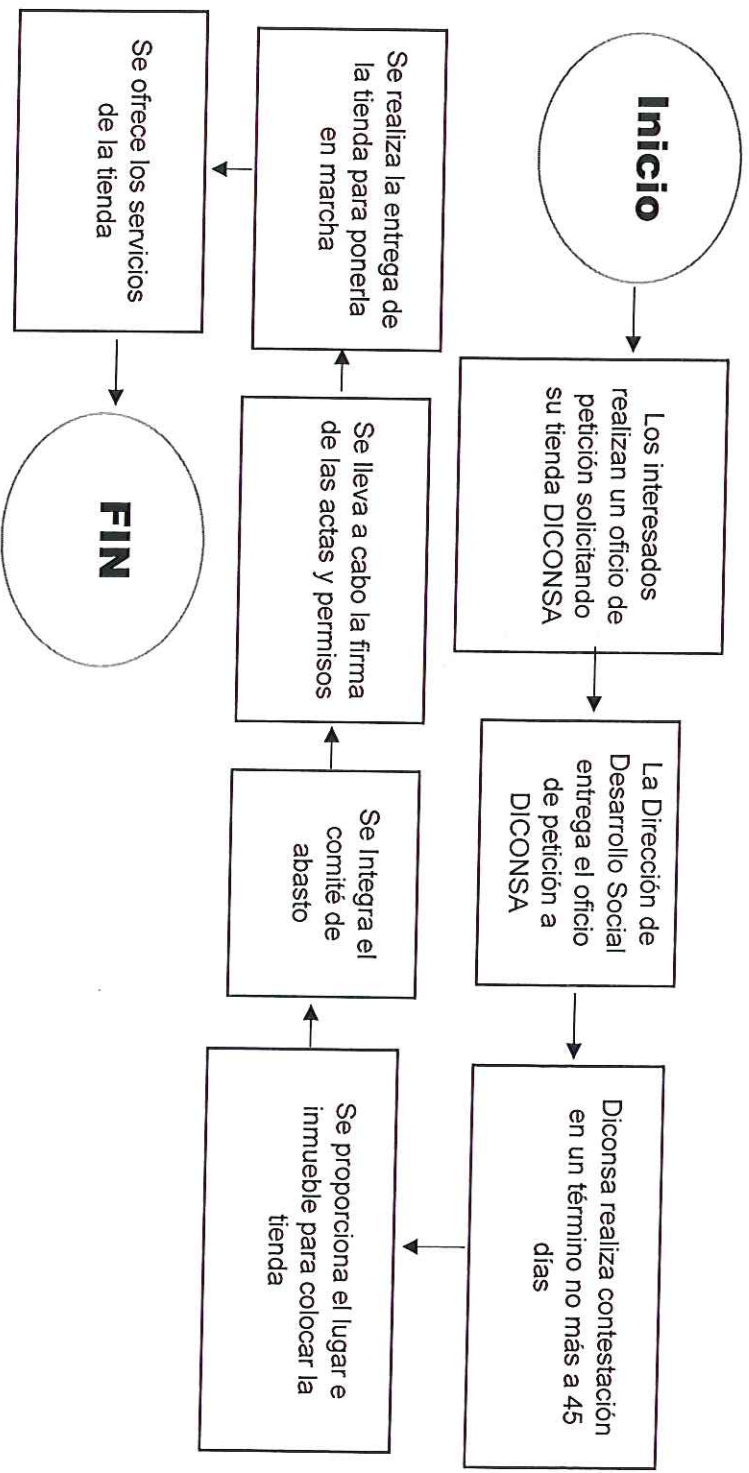 Inicio
Los interesados
realizan un oficio de
petición solicitando
su tienda DICONSA
La Dirección de
Desarrollo Social
entrega el oficio
de petición a
DICONSA
Diconsa realiza contestación
en un término no más a 45
días
Se proporciona el lugar e
inmueble para colocar la
tienda
Se Integra el
comité de
abasto
Se lleva a cabo la firma
de las actas y permisos
Se realiza la entrega de
la tienda para ponerla
en marcha
Se ofrece los servicios
de la tienda
FIN